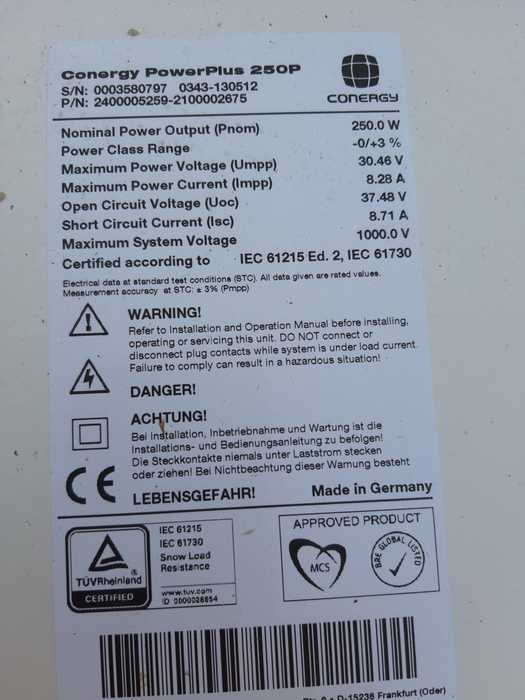 Conergy PowerPlus 250P
S/N: 0003580797 0343-130512
P/N: 2400005259-2100002675
CONERGY
Nominal Power Output (Pnom) 250.0 W
Power Class Range -0/+3 %
Maximum Power Voltage (Umpp) 30.46 V
Maximum Power Current (Impp) 8.28 A
Open Circuit Voltage (Uoc) 37.48 V
Short Circuit Current (Isc) 8.71 A
Maximum System Voltage 1000.0 V
Certified according to IEC 61215 Ed. 2, IEC 61730
Electrical data at standard test conditions (STC). All data given are rated values.
Measurement accuracy at STC: ± 3% (Pmpp)
WARNING!
Refer to Installation and Operation Manual before installing,
operating or servicing this unit. DO NOT connect or
disconnect plug contacts while system is under load current.
Failure to comply can result in a hazardous situation!
DANGER!
ACHTUNG!
Bei Installation, Inbetriebnahme und Wartung ist die
Installations- und Bedienungsanleitung zu befolgen!
Die Steckkontakte niemals unter Laststrom stecken
oder ziehen! Bei Nichtbeachtung dieser Warnung besteht
LEBENSGEFAHR!
CE
Made in Germany
TÜVRheinland
CERTIFIED
IEC 61215
IEC 61730
Snow Load
Resistance
www.tuv.com
ID 0000026654
APPROVED PRODUCT
MCS
BRE GLOBAL LISTED
D-15236 Frankfurt (Oder)